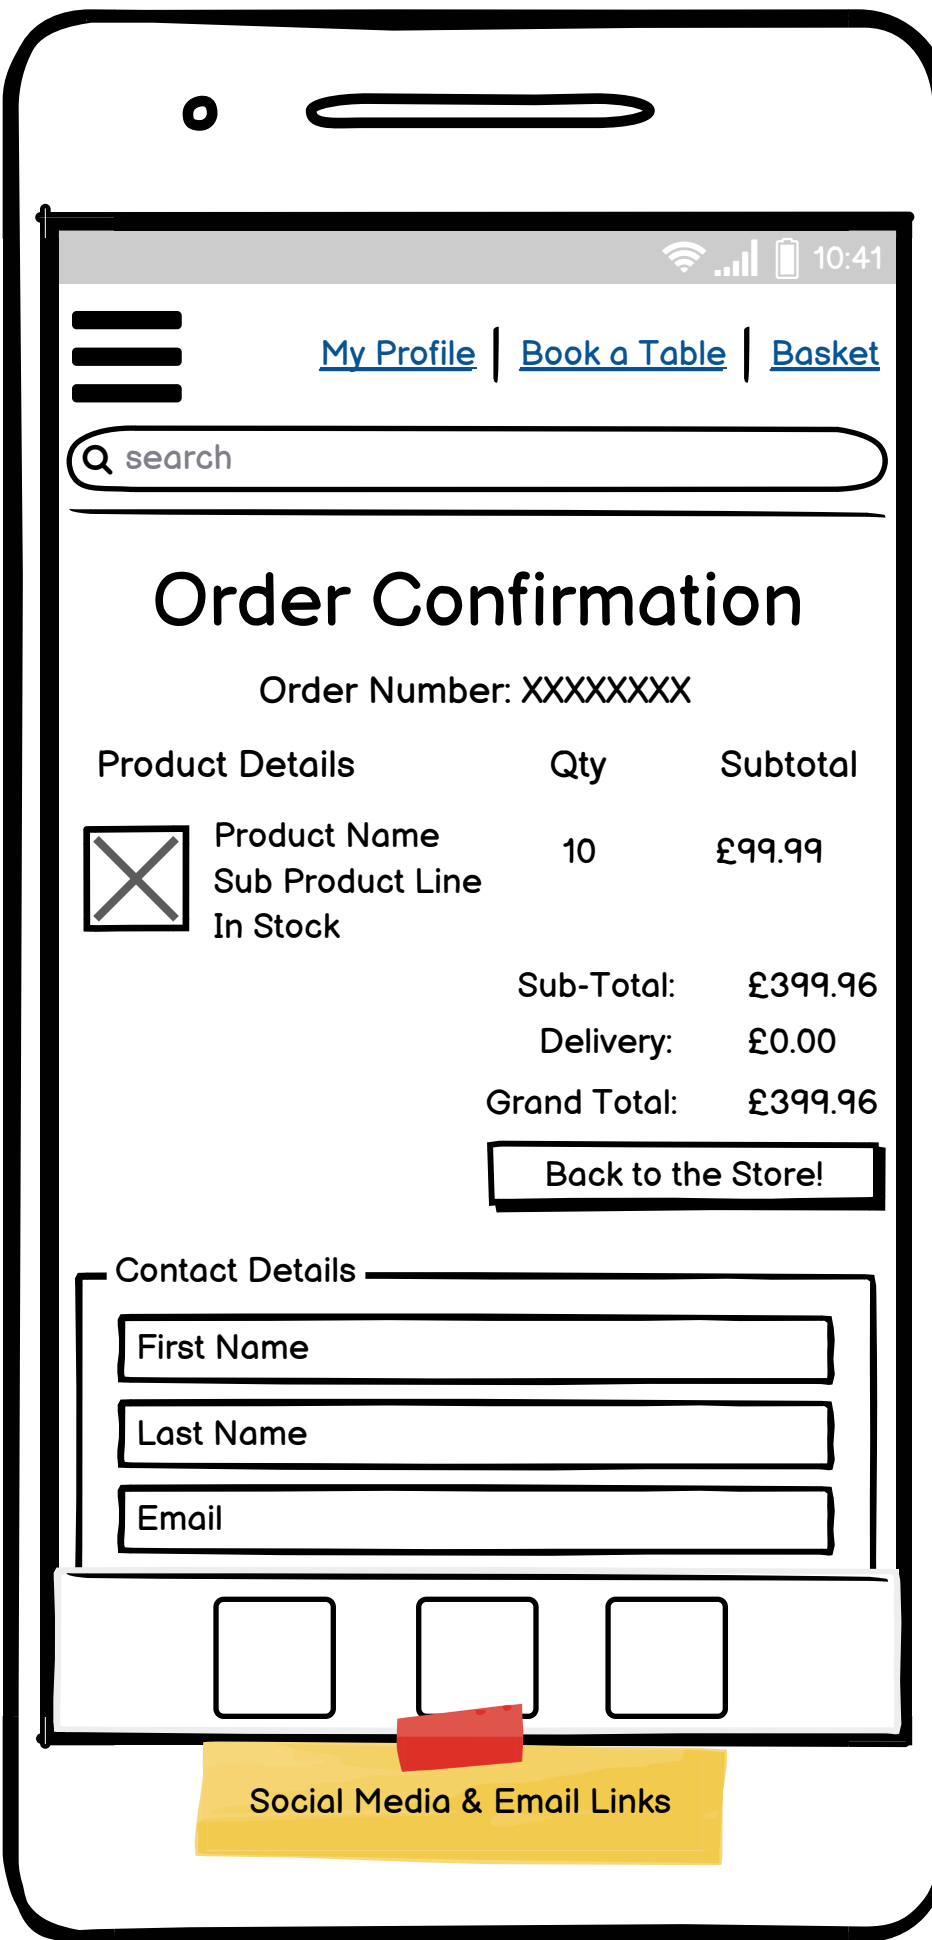 10:41
My Profile Book a Table Basket
search
Order Confirmation
Order Number: XXXXXXXX
Product Details Qty Subtotal
Product Name
10 £99.99
Sub Product Line
In Stock
Sub-Total: £399.96
Delivery: £0.00
Grand Total: £399.96
Back to the Store!
Contact Details
First Name
Last Name
Email
Social Media & Email Links